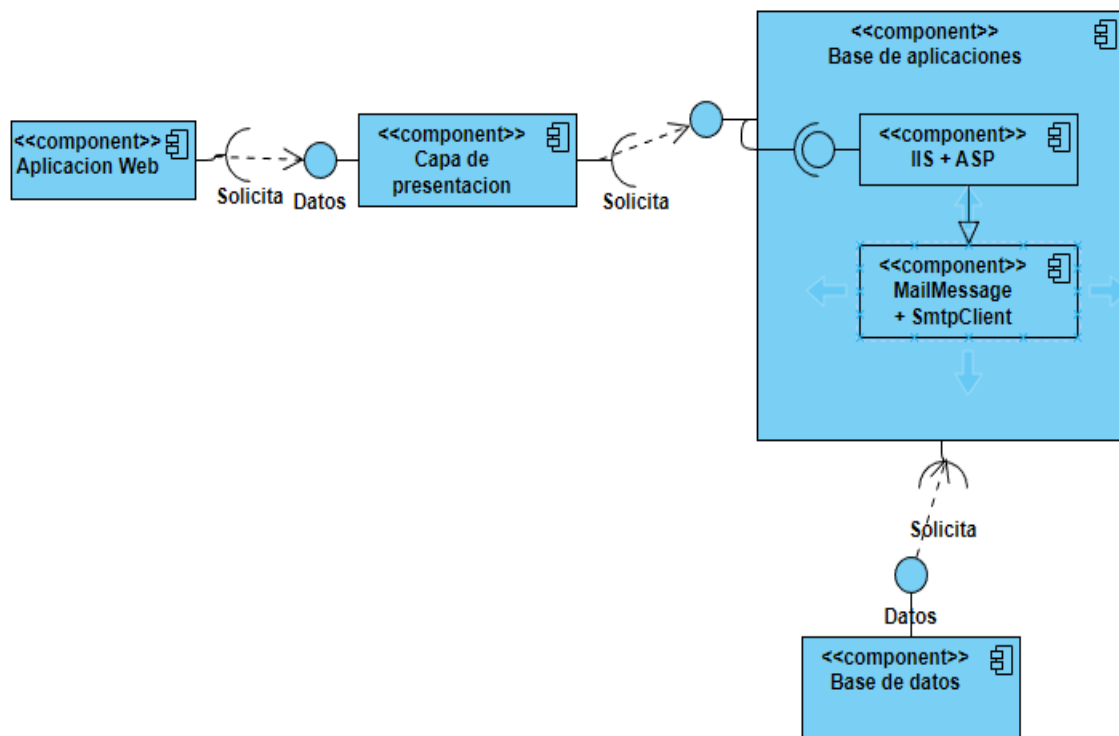 <<component>>
Aplicacion Web
Solicita
Datos
<<component>>
Capa de
presentacion
Solicita
<<component>>
Base de aplicaciones
<<component>>
IIS + ASP
<<component>>
MailMessage
+ SmtpClient
Solicita
Datos
<<component>>
Base de datos